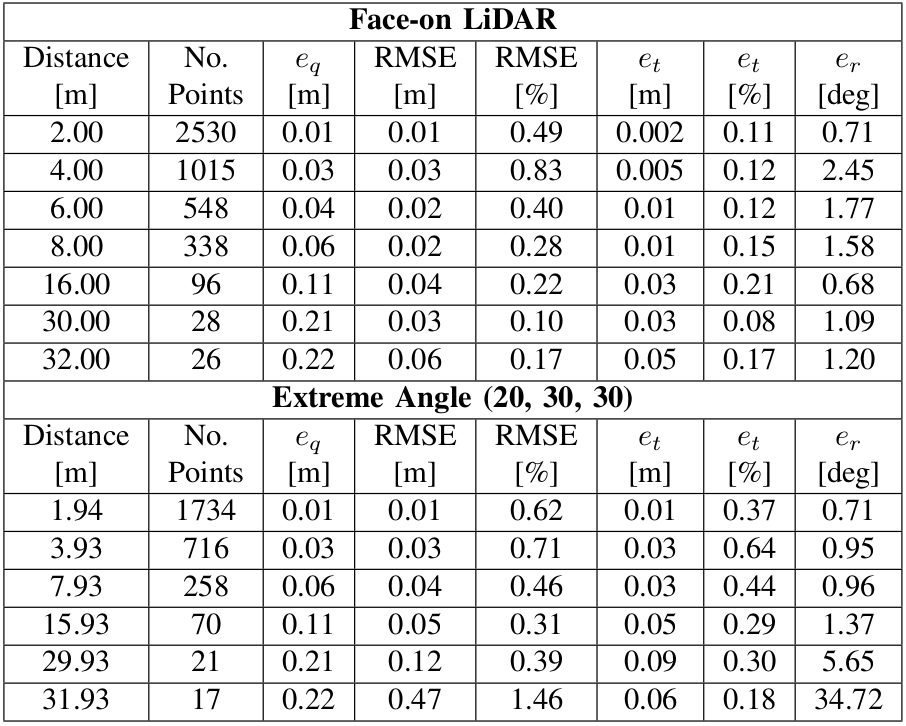 Face-on LiDAR
Distance No. e_q RMSE RMSE e_t e_t e_r
[m] Points [m] [m] [%] [m] [%] [deg]
2.00 2530 0.01 0.01 0.49 0.002 0.11 0.71
4.00 1015 0.03 0.03 0.83 0.005 0.12 2.45
6.00 548 0.04 0.02 0.40 0.01 0.12 1.77
8.00 338 0.06 0.02 0.28 0.01 0.15 1.58
16.00 96 0.11 0.04 0.22 0.03 0.21 0.68
30.00 28 0.21 0.03 0.10 0.03 0.08 1.09
32.00 26 0.22 0.06 0.17 0.05 0.17 1.20
Extreme Angle (20, 30, 30)
Distance No. e_q RMSE RMSE e_t e_t e_r
[m] Points [m] [m] [%] [m] [%] [deg]
1.94 1734 0.01 0.01 0.62 0.01 0.37 0.71
3.93 716 0.03 0.03 0.71 0.03 0.64 0.95
7.93 258 0.06 0.04 0.46 0.03 0.44 0.96
15.93 70 0.11 0.05 0.31 0.05 0.29 1.37
29.93 21 0.21 0.12 0.39 0.09 0.30 5.65
31.93 17 0.22 0.47 1.46 0.06 0.18 34.72